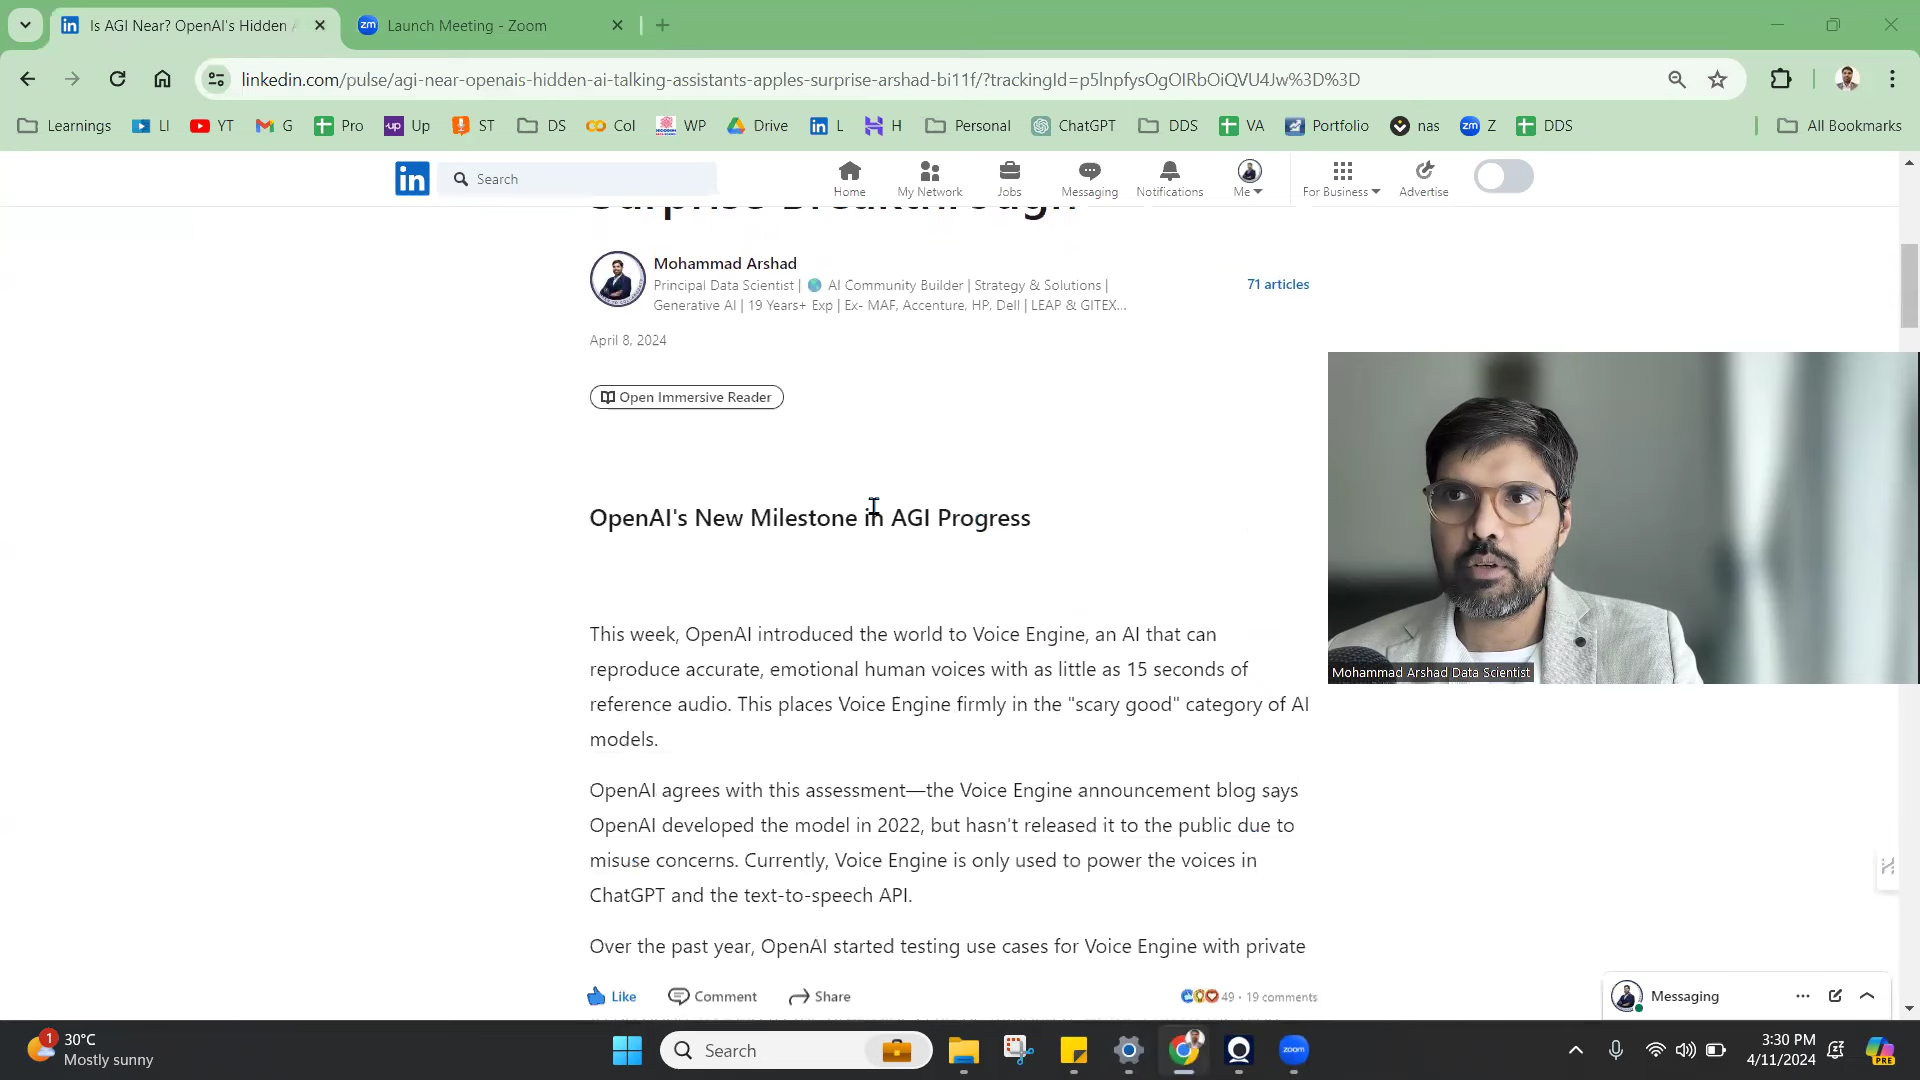 Is AGI Near? OpenAI's Hidden
zm
Launch Meeting - Zoom
linkedin.com/pulse/agi-near-openais-hidden-ai-talking-assistants-apples-surprise-arshad-bi11f/?trackingId=p5lnpfysOgOlRbOiQVU4Jw%3D%3D
Learnings
LI
YT
G
Pro
up
Up
ST
DS
Col
WP
Drive
L
H
Personal
ChatGPT
DDS
VA
Portfolio
nas
zm
Z
DDS
All Bookmarks
in
Search
Home
My Network
Jobs
Messaging
Notifications
Me
For Business
Advertise
Surprise Breakthrough
Mohammad Arshad
Principal Data Scientist | AI Community Builder | Strategy & Solutions |
Generative AI | 19 Years+ Exp | Ex- MAF, Accenture, HP, Dell | LEAP & GITEX...
71 articles
April 8, 2024
Open Immersive Reader
OpenAI's New Milestone in AGI Progress
This week, OpenAI introduced the world to Voice Engine, an AI that can
reproduce accurate, emotional human voices with as little as 15 seconds of
reference audio. This places Voice Engine firmly in the "scary good" category of AI
models.
OpenAI agrees with this assessment—the Voice Engine announcement blog says
OpenAI developed the model in 2022, but hasn't released it to the public due to
misuse concerns. Currently, Voice Engine is only used to power the voices in
ChatGPT and the text-to-speech API.
Over the past year, OpenAI started testing use cases for Voice Engine with private
Mohammad Arshad Data Scientist
Like
Comment
Share
49 · 19 comments
Messaging
1
30°C
Mostly sunny
Search
zoom
3:30 PM
4/11/2024
PRE